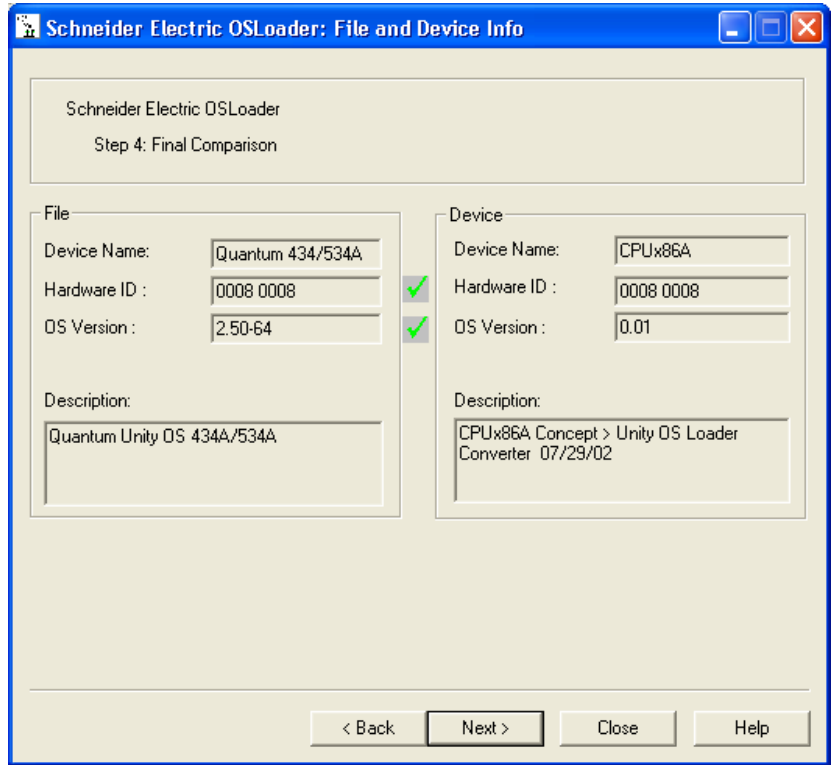 Schneider Electric OSLoader: File and Device Info
Schneider Electric OSLoader
Step 4: Final Comparison
File
Device Name:
Quantum 434/534A
Hardware ID :
0008 0008
OS Version :
2.50-64
Description:
Quantum Unity OS 434A/534A
Device
Device Name:
CPUx86A
Hardware ID :
0008 0008
OS Version :
0.01
Description:
CPUx86A Concept > Unity OS Loader
Converter 07/29/02
< Back
Next >
Close
Help